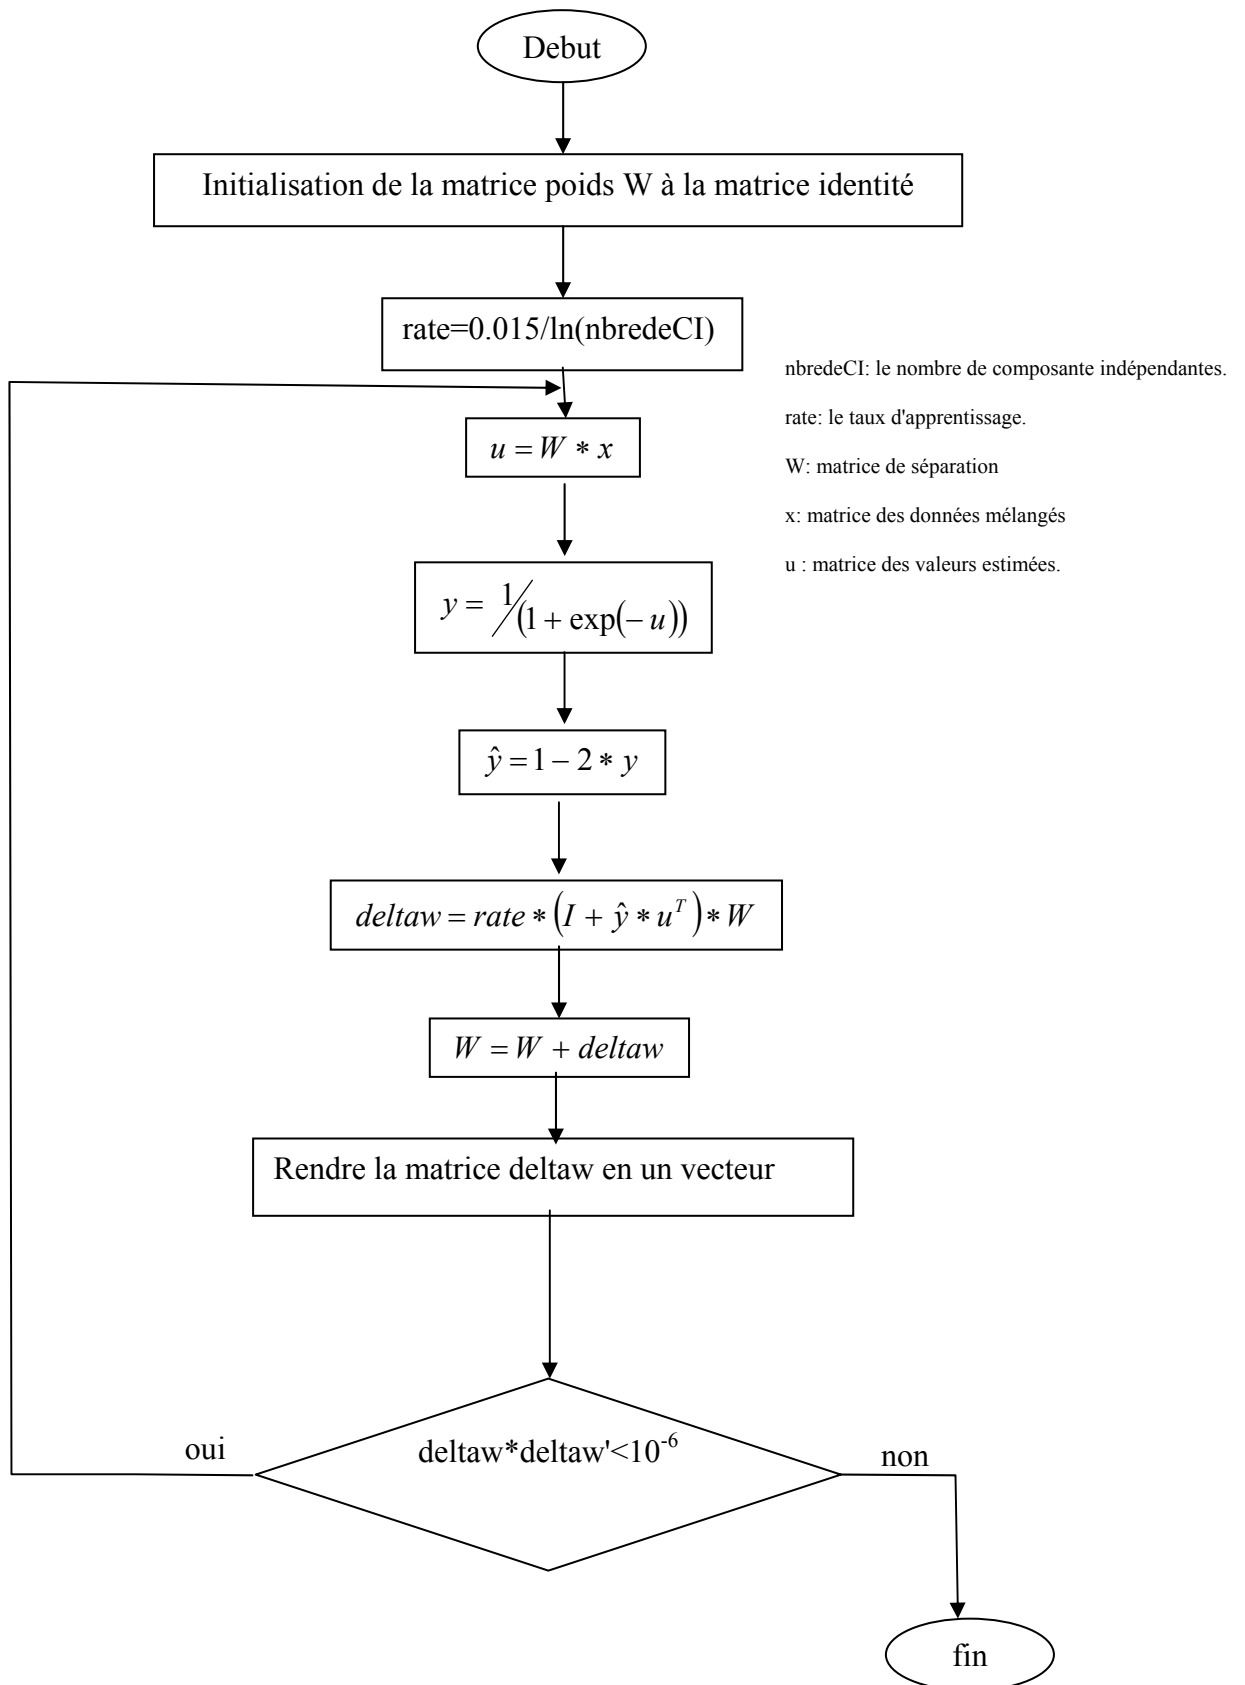 Debut
Initialisation de la matrice poids W à la matrice identité
rate=0.015/ln(nbredeCI)
nbredeCI: le nombre de composante indépendantes.
rate: le taux d'apprentissage.
W: matrice de séparation
x: matrice des données mélangés
u : matrice des valeurs estimées.
u = W * x
y = 1/(1 + exp(− u))
ŷ = 1 − 2 * y
deltaw = rate * (I + ŷ * u^T) * W
W = W + deltaw
Rendre la matrice deltaw en un vecteur
deltaw*deltaw'<10^-6
oui
non
fin